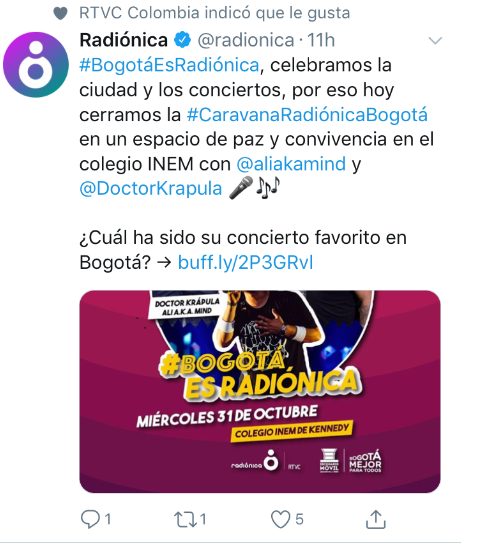 RTVC Colombia indicó que le gusta
Radiónica @radionica · 11h
#BogotáEsRadiónica, celebramos la
ciudad y los conciertos, por eso hoy
cerramos la #CaravanaRadiónicaBogotá
en un espacio de paz y convivencia en el
colegio INEM con @aliakamind y
@DoctorKrapula 🎤🎶
¿Cuál ha sido su concierto favorito en
Bogotá? → buff.ly/2P3GRvl
DOCTOR KRÁPULA
ALI A.K.A. MIND
#BOGOTÁ
ES RADIÓNICA
MIÉRCOLES 31 DE OCTUBRE
COLEGIO INEM DE KENNEDY
radiónica
RTVC
BOGOTÁ
MEJOR
PARA TODOS
1 1 5